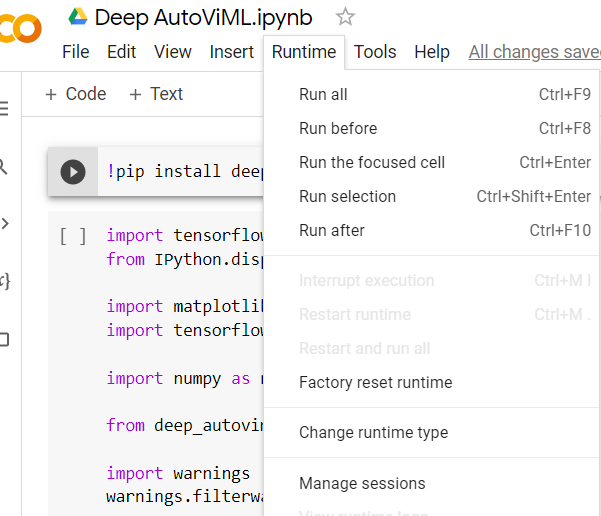 Deep AutoViML.ipynb
File Edit View Insert Runtime Tools Help All changes saved
+ Code + Text
Run all Ctrl+F9
Run before Ctrl+F8
Run the focused cell Ctrl+Enter
Run selection Ctrl+Shift+Enter
Run after Ctrl+F10
Interrupt execution Ctrl+M I
Restart runtime Ctrl+M .
Restart and run all
Factory reset runtime
Change runtime type
Manage sessions
View runtime logs
!pip install deep
[ ] import tensorflow
from IPython.disp
import matplotlib
import tensorflow
import numpy as
from deep_autovim
import warnings
warnings.filterwa